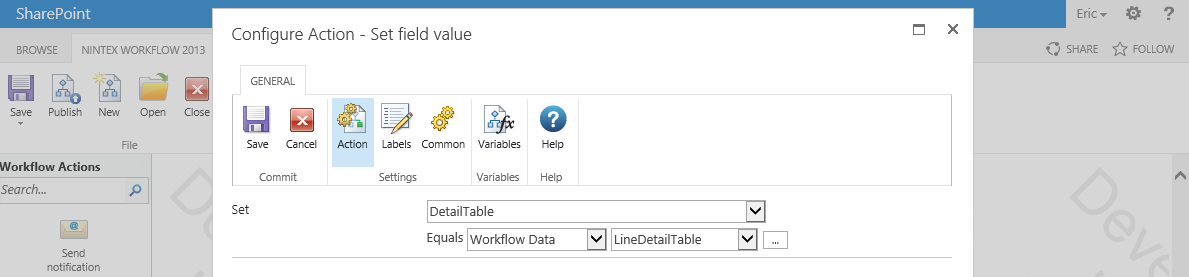 SharePoint
Eric
?
Configure Action - Set field value
BROWSE NINTEX WORKFLOW 2013
SHARE FOLLOW
GENERAL
Save Publish New Open Close
Save Cancel Action Labels Common Variables Help
File
Commit Settings Variables Help
Workflow Actions
Search...
Set DetailTable
Equals Workflow Data LineDetailTable ...
Send
notification